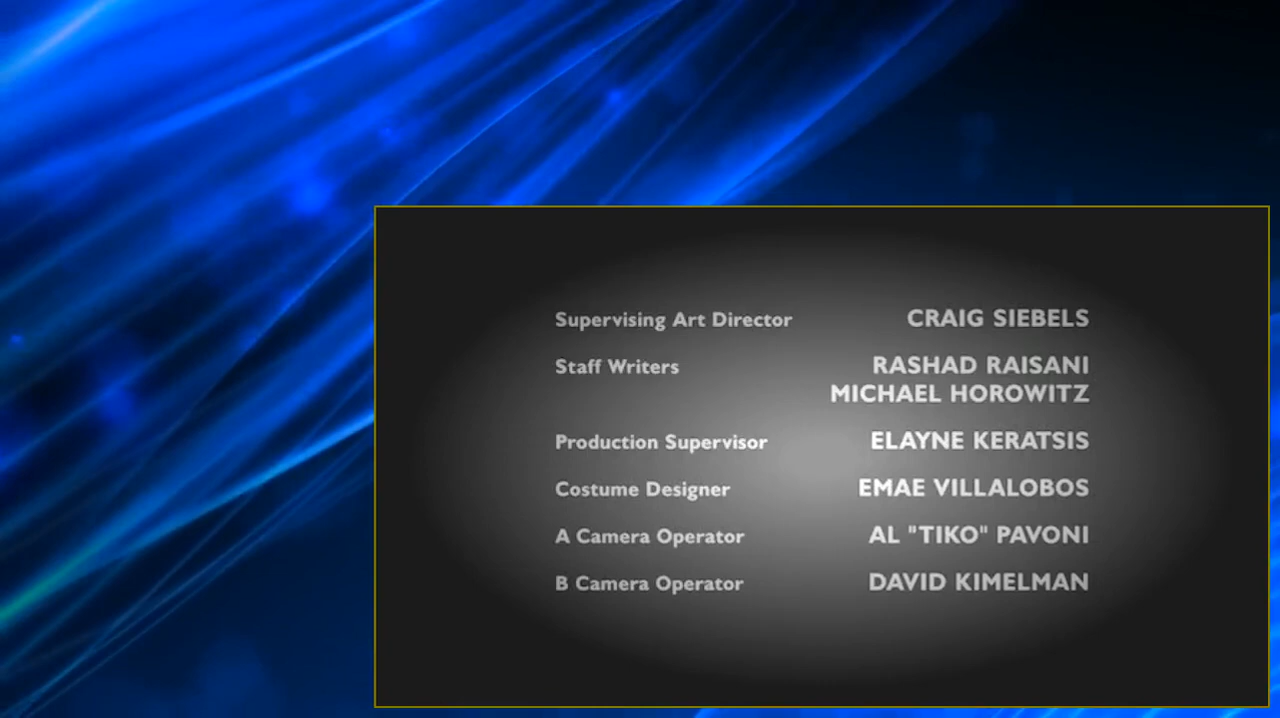 Supervising Art Director CRAIG SIEBELS
Staff Writers RASHAD RAISANI
MICHAEL HOROWITZ
Production Supervisor ELAYNE KERATSIS
Costume Designer EMAE VILLALOBOS
A Camera Operator AL "TIKO" PAVONI
B Camera Operator DAVID KIMELMAN